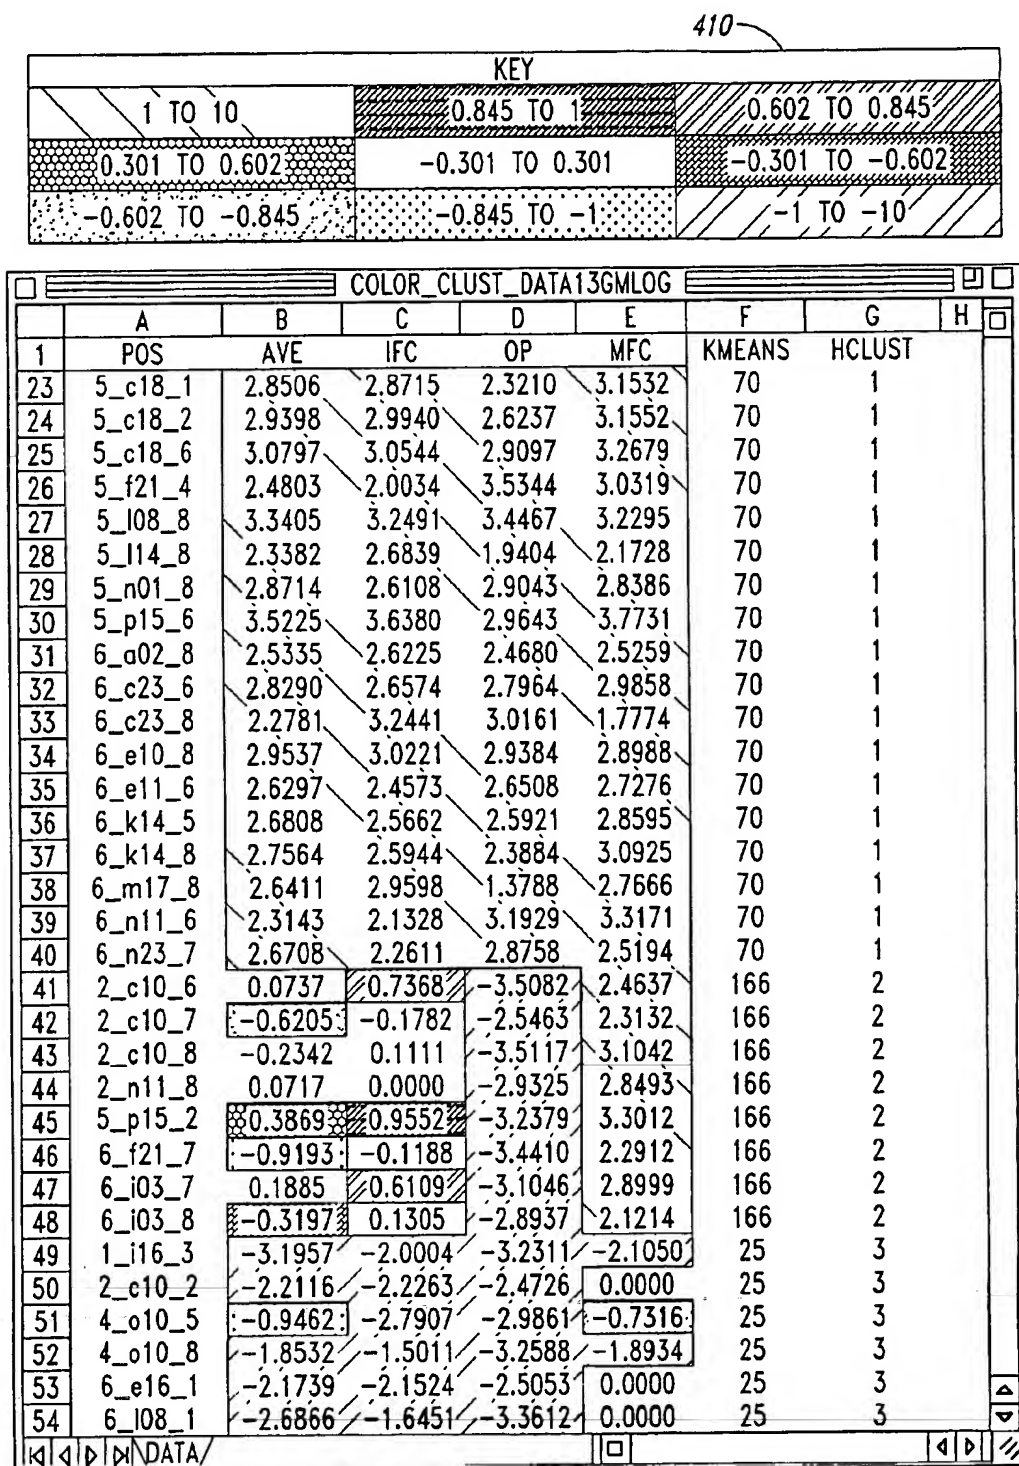 410
KEY
1 TO 10 0.845 TO 1 0.602 TO 0.845
0.301 TO 0.602 -0.301 TO 0.301 -0.301 TO -0.602
-0.602 TO -0.845 -0.845 TO -1 -1 TO -10
COLOR_CLUST_DATA13GMLOG
A B C D E F G H
1 POS AVE IFC OP MFC KMEANS HCLUST
23 5_c18_1 2.8506 2.8715 2.3210 3.1532 70 1
24 5_c18_2 2.9398 2.9940 2.6237 3.1552 70 1
25 5_c18_6 3.0797 3.0544 2.9097 3.2679 70 1
26 5_f21_4 2.4803 2.0034 3.5344 3.0319 70 1
27 5_l08_8 3.3405 3.2491 3.4467 3.2295 70 1
28 5_l14_8 2.3382 2.6839 1.9404 2.1728 70 1
29 5_n01_8 2.8714 2.6108 2.9043 2.8386 70 1
30 5_p15_6 3.5225 3.6380 2.9643 3.7731 70 1
31 6_a02_8 2.5335 2.6225 2.4680 2.5259 70 1
32 6_c23_6 2.8290 2.6574 2.7964 2.9858 70 1
33 6_c23_8 2.2781 3.2441 3.0161 1.7774 70 1
34 6_e10_8 2.9537 3.0221 2.9384 2.8988 70 1
35 6_e11_6 2.6297 2.4573 2.6508 2.7276 70 1
36 6_k14_5 2.6808 2.5662 2.5921 2.8595 70 1
37 6_k14_8 2.7564 2.5944 2.3884 3.0925 70 1
38 6_m17_8 2.6411 2.9598 1.3788 2.7666 70 1
39 6_n11_6 2.3143 2.1328 3.1929 3.3171 70 1
40 6_n23_7 2.6708 2.2611 2.8758 2.5194 70 1
41 2_c10_6 0.0737 0.7368 -3.5082 2.4637 166 2
42 2_c10_7 -0.6205 -0.1782 -2.5463 2.3132 166 2
43 2_c10_8 -0.2342 0.1111 -3.5117 3.1042 166 2
44 2_n11_8 0.0717 0.0000 -2.9325 2.8493 166 2
45 5_p15_2 0.3869 0.9552 -3.2379 3.3012 166 2
46 6_f21_7 -0.9193 -0.1188 -3.4410 2.2912 166 2
47 6_i03_7 0.1885 0.6109 -3.1046 2.8999 166 2
48 6_i03_8 -0.3197 0.1305 -2.8937 2.1214 166 2
49 1_i16_3 -3.1957 -2.0004 -3.2311 -2.1050 25 3
50 2_c10_2 -2.2116 -2.2263 -2.4726 0.0000 25 3
51 4_o10_5 -0.9462 -2.7907 -2.9861 -0.7316 25 3
52 4_o10_8 -1.8532 -1.5011 -3.2588 -1.8934 25 3
53 6_e16_1 -2.1739 -2.1524 -2.5053 0.0000 25 3
54 6_l08_1 -2.6866 -1.6451 -3.3612 0.0000 25 3
DATA